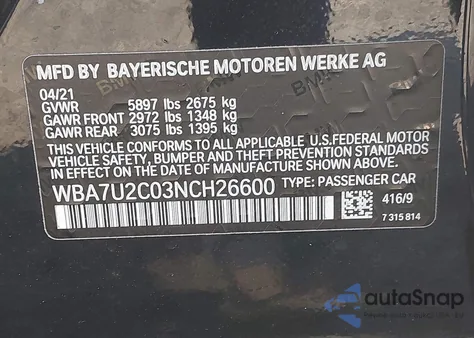 MFD BY BAYERISCHE MOTOREN WERKE AG
04/21
GVWR 5897 lbs 2675 kg
GAWR FRONT 2972 lbs 1348 kg
GAWR REAR 3075 lbs 1395 kg
THIS VEHICLE CONFORMS TO ALL APPLICABLE U.S.FEDERAL MOTOR
VEHICLE SAFETY, BUMPER AND THEFT PREVENTION STANDARDS
IN EFFECT ON THE DATE OF MANUFACTURE SHOWN ABOVE.
WBA7U2C03NCH26600 TYPE: PASSENGER CAR
416/9
7 315 814
autoSnap